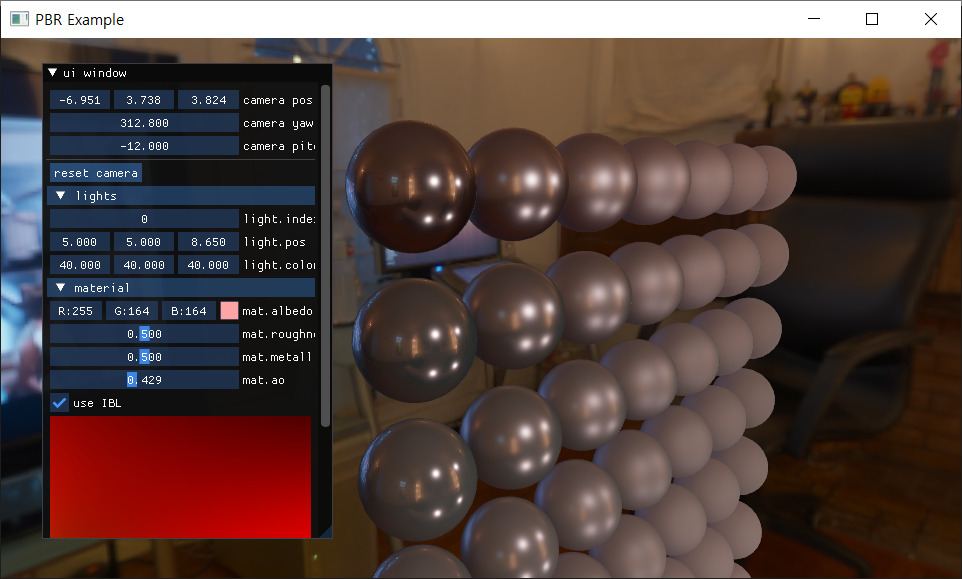 PBR Example
ui window
-6.951 3.738 3.824 camera pos
312.800 camera yaw
-12.000 camera pitc
reset camera
lights
0 light.index
5.000 5.000 8.650 light.pos
40.000 40.000 40.000 light.color
material
R:255 G:164 B:164 mat.albedo
0.500 mat.roughn
0.500 mat.metall
0.429 mat.ao
use IBL